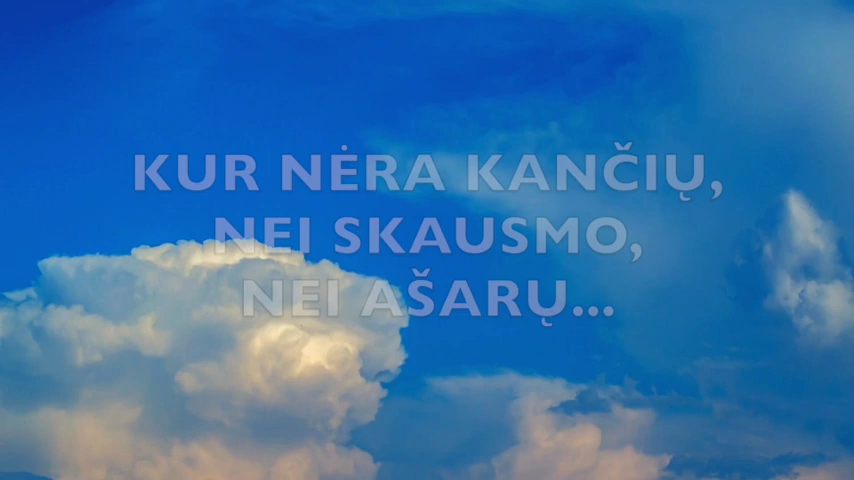 KUR NĖRA KANČIŲ,
NEI SKAUSMO,
NEI AŠARŲ...